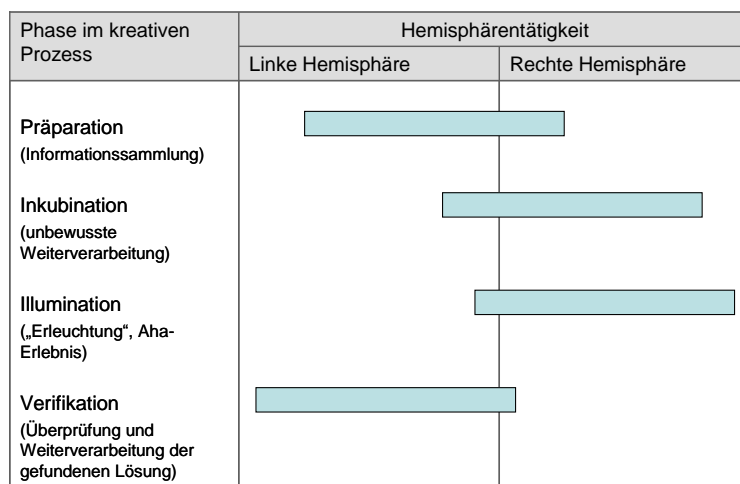 Phase im kreativen
Prozess
Hemisphärentätigkeit
Linke Hemisphäre
Rechte Hemisphäre
Präparation
(Informationssammlung)
Inkubination
(unbewusste
Weiterverarbeitung)
Illumination
(„Erleuchtung“, Aha-
Erlebnis)
Verifikation
(Überprüfung und
Weiterverarbeitung der
gefundenen Lösung)